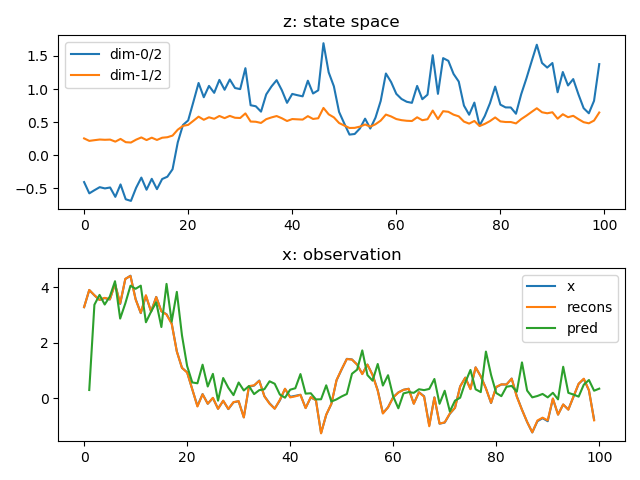 z: state space
dim-0/2
dim-1/2
1.5
1.0
0.5
0.0
−0.5
0 20 40 60 80 100
x: observation
x
recons
pred
4
2
0
0 20 40 60 80 100